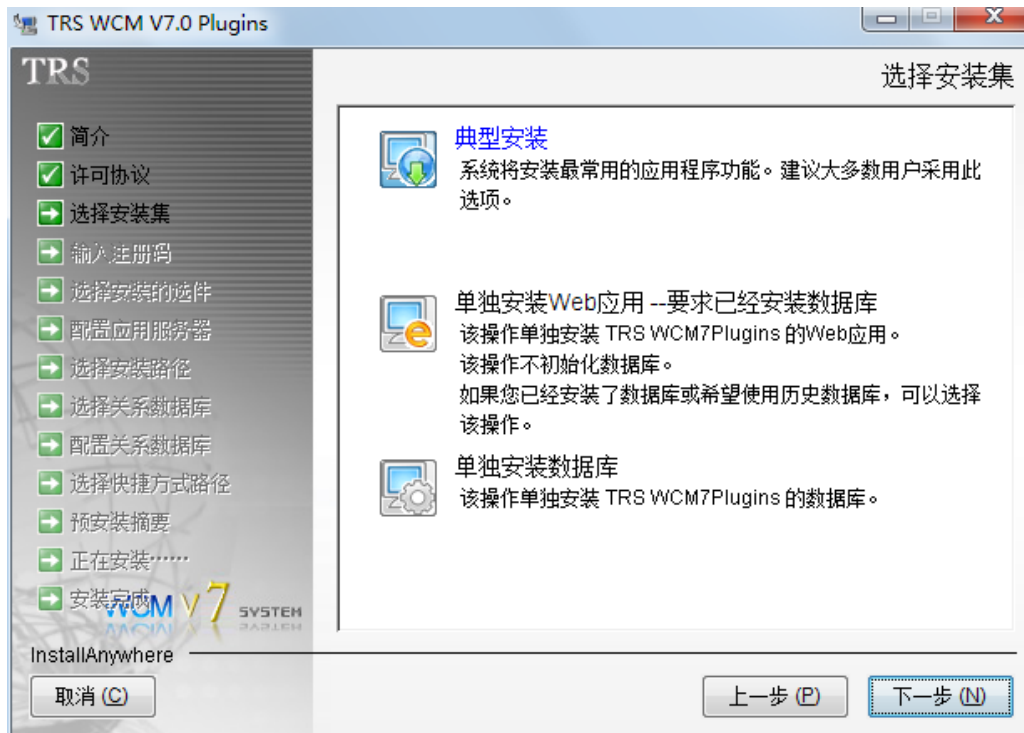 TRS WCM V7.0 Plugins
TRS
选择安装集
简介
许可协议
选择安装集
输入注册码
选择安装的选件
配置应用服务器
选择安装路径
选择关系数据库
配置关系数据库
选择快捷方式路径
预安装摘要
正在安装……
安装完成
WCM V7 SYSTEM
典型安装
系统将安装最常用的应用程序功能。建议大多数用户采用此
选项。
单独安装Web应用 --要求已经安装数据库
该操作单独安装 TRS WCM7Plugins 的Web应用。
该操作不初始化数据库。
如果您已经安装了数据库或希望使用历史数据库，可以选择
该操作。
单独安装数据库
该操作单独安装 TRS WCM7Plugins 的数据库。
InstallAnywhere
取消 (C)
上一步 (P)
下一步 (N)